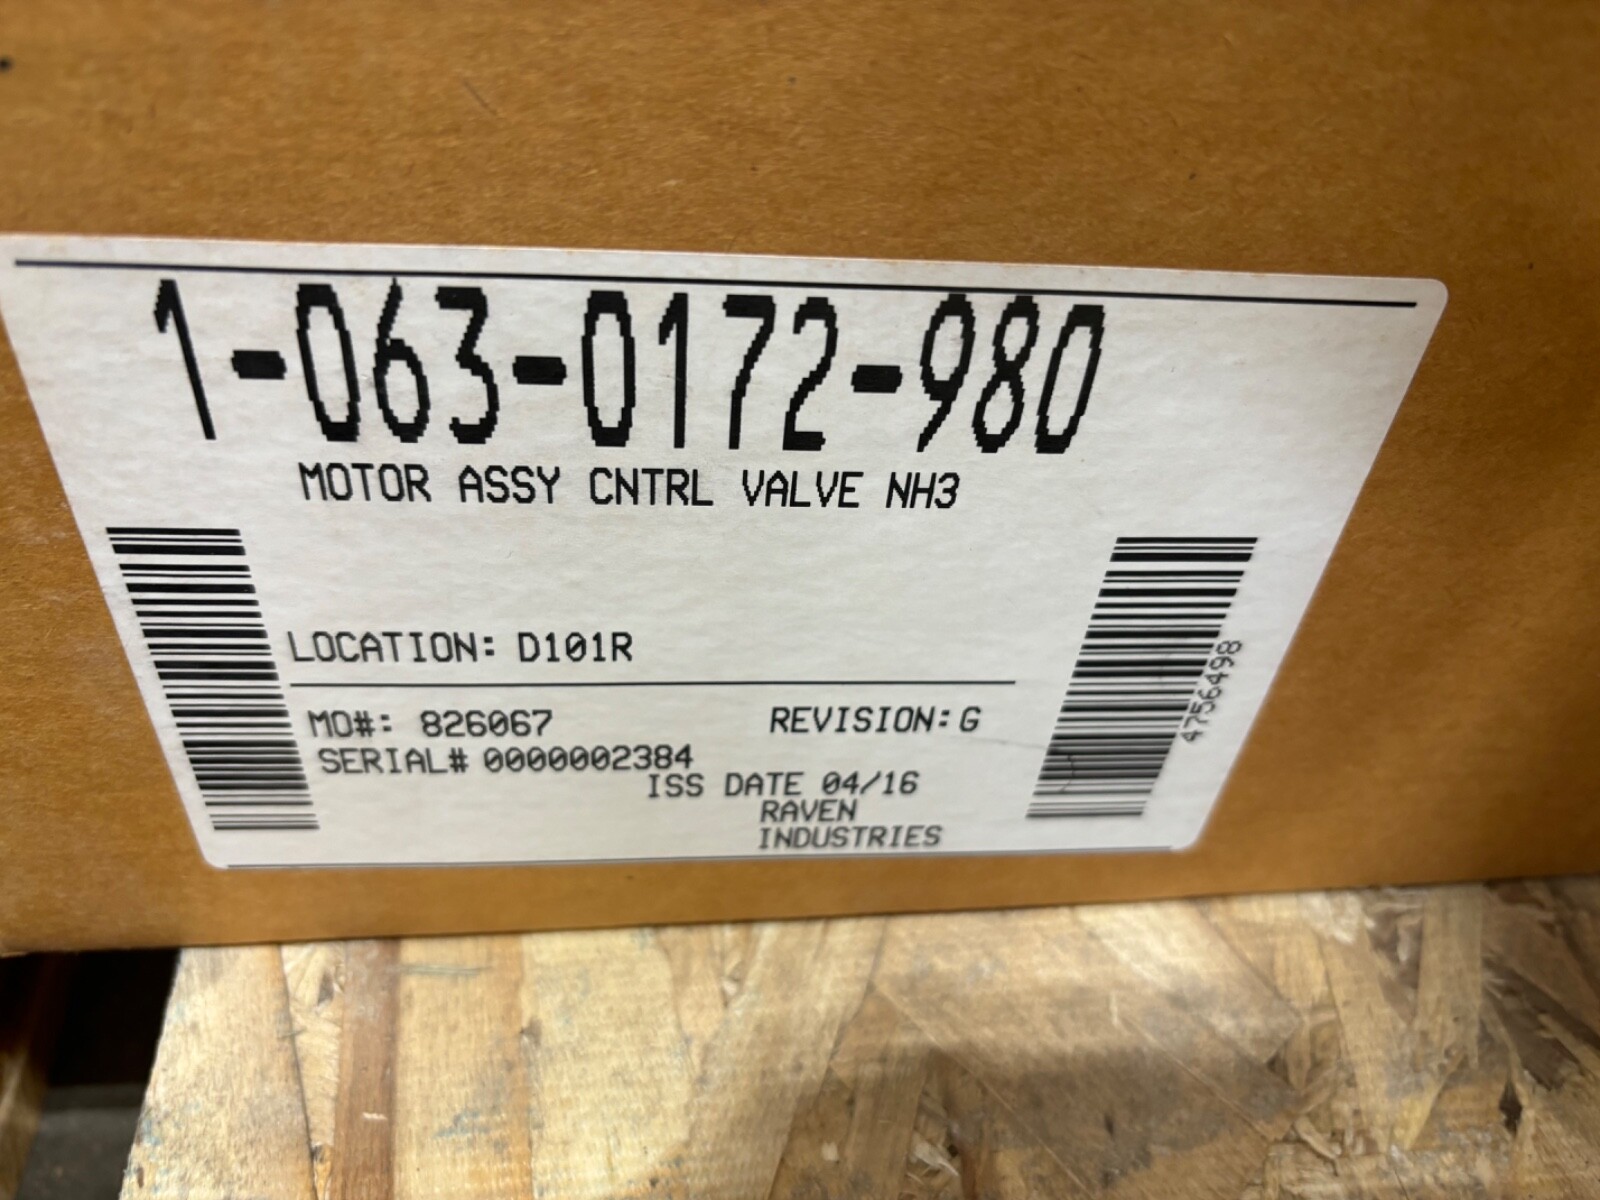 1-063-0172-980
MOTOR ASSY CNTRL VALVE NH3
LOCATION: D101R
MO#: 826067 REVISION: G
SERIAL# 0000002384
ISS DATE 04/16
RAVEN
INDUSTRIES
4756498